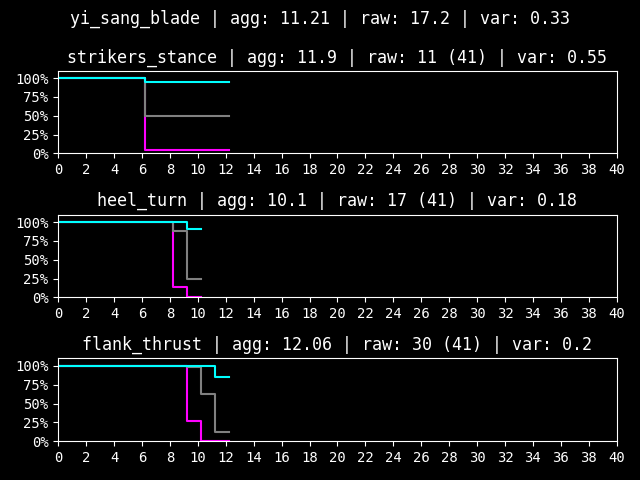 yi_sang_blade | agg: 11.21 | raw: 17.2 | var: 0.33
strikers_stance | agg: 11.9 | raw: 11 (41) | var: 0.55
100%
75%
50%
25%
0%
0 2 4 6 8 10 12 14 16 18 20 22 24 26 28 30 32 34 36 38 40
heel_turn | agg: 10.1 | raw: 17 (41) | var: 0.18
100%
75%
50%
25%
0%
0 2 4 6 8 10 12 14 16 18 20 22 24 26 28 30 32 34 36 38 40
flank_thrust | agg: 12.06 | raw: 30 (41) | var: 0.2
100%
75%
50%
25%
0%
0 2 4 6 8 10 12 14 16 18 20 22 24 26 28 30 32 34 36 38 40